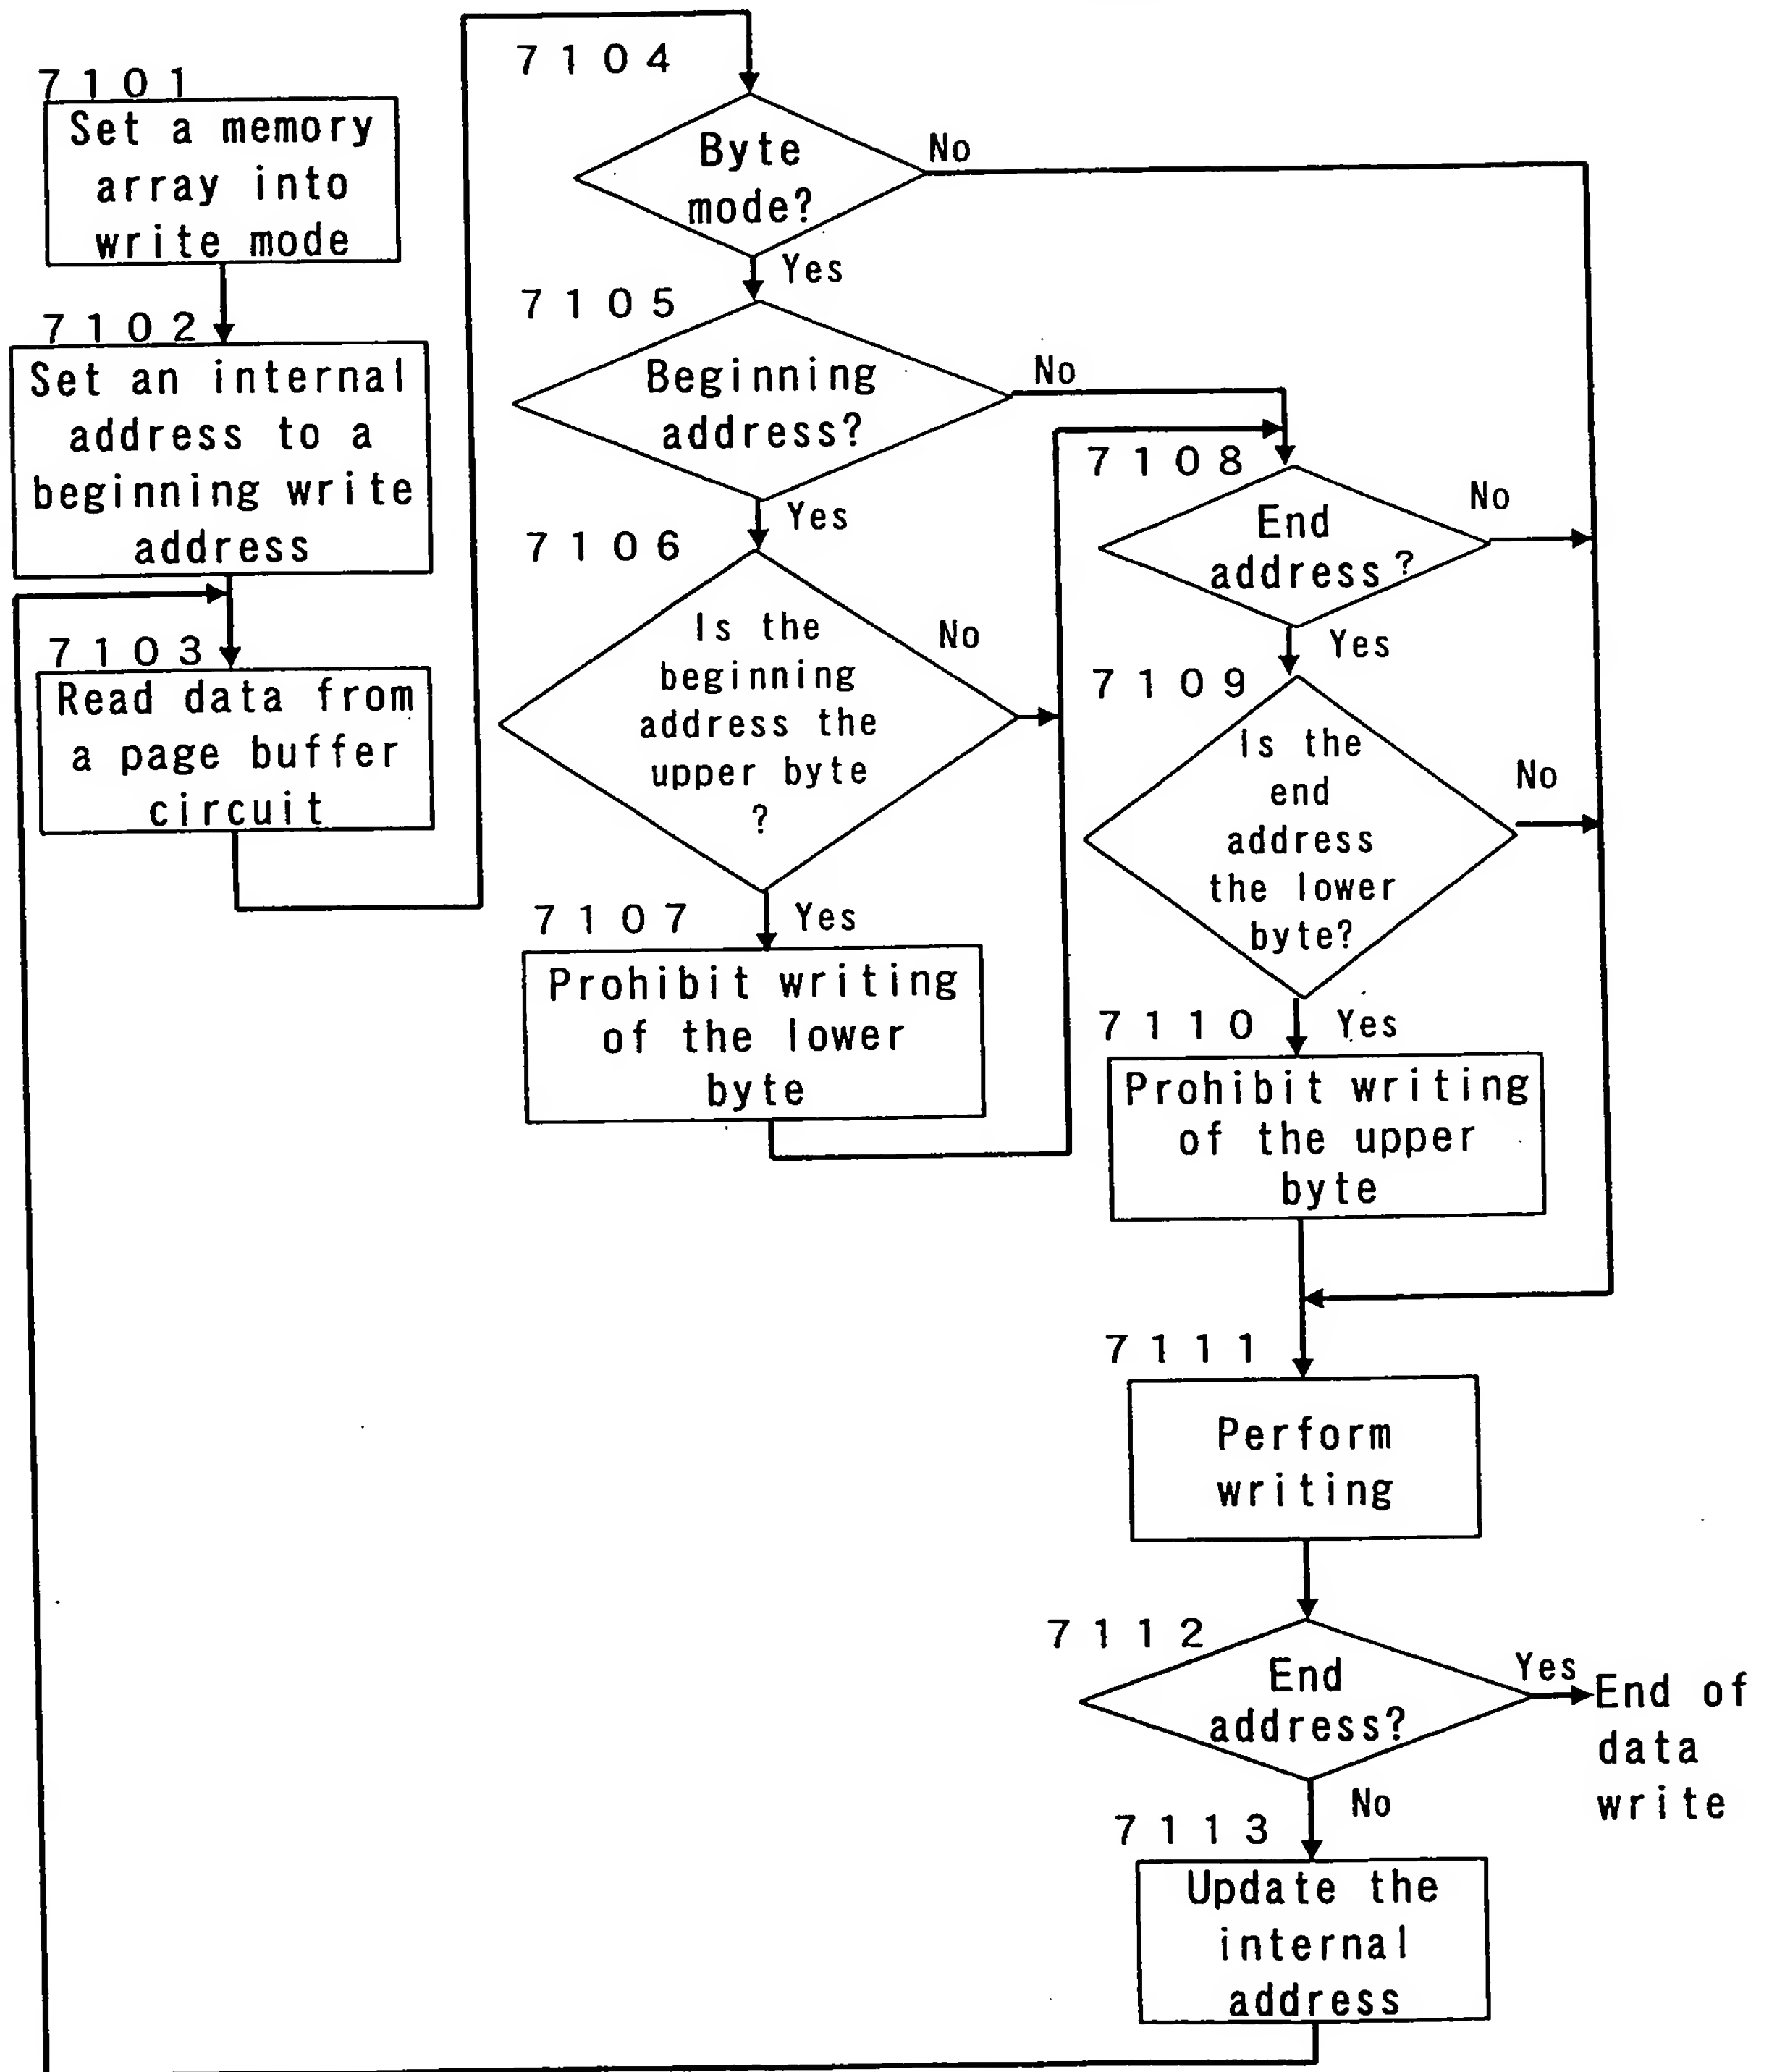 7101
Set a memory
array into
write mode
7102
Set an internal
address to a
beginning write
address
7103
Read data from
a page buffer
circuit
7104
Byte
mode?
No
Yes
7105
Beginning
address?
No
Yes
7106
Is the
beginning
address the
upper byte
?
No
Yes
7107
Prohibit writing
of the lower
byte
7108
End
address?
No
Yes
7109
Is the
end
address
the lower
byte?
No
Yes
7110
Prohibit writing
of the upper
byte
7111
Perform
writing
7112
End
address?
Yes
End of
data
write
No
7113
Update the
internal
address